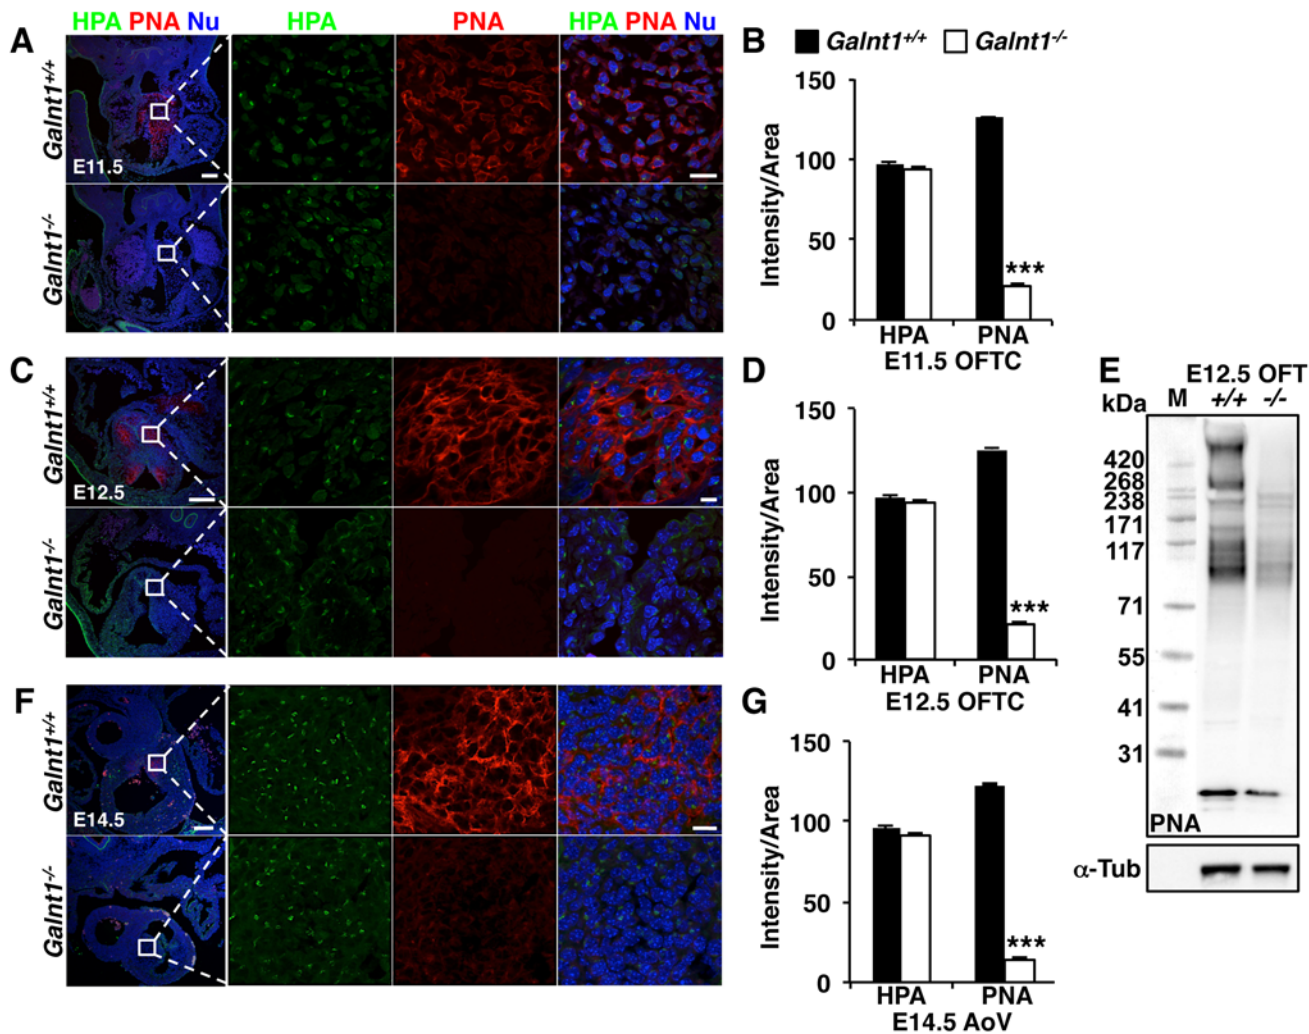 HPA PNA Nu HPA PNA HPA PNA Nu
A
Galnt1+/+
E11.5
Galnt1-/-
B
Galnt1+/+ Galnt1-/-
Intensity/Area
150
100
50
0
HPA PNA
***
E11.5 OFTC
C
Galnt1+/+
E12.5
Galnt1-/-
D
Intensity/Area
150
100
50
0
HPA PNA
***
E12.5 OFTC
E
E12.5 OFT
kDa M +/+ -/-
420
268
238
171
117
71
55
41
31
PNA
α-Tub
F
Galnt1+/+
E14.5
Galnt1-/-
G
Intensity/Area
150
100
50
0
HPA PNA
***
E14.5 AoV